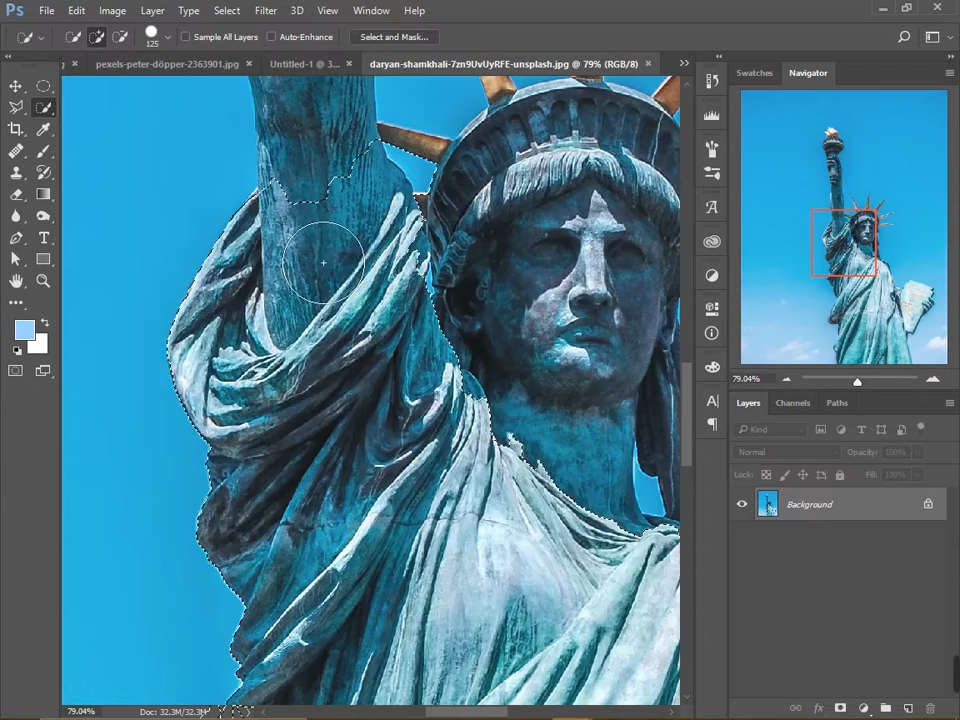 Ps File Edit Image Layer Type Select Filter 3D View Window Help
125 Sample All Layers Auto-Enhance Select and Mask...
g × pexels-peter-döpper-2363901.jpg × Untitled-1 @ 3... × daryan-shamkhali-7zn9UvUyRFE-unsplash.jpg @ 79% (RGB/8) ×
Swatches Navigator
79.04%
Layers Channels Paths
Kind
Normal Opacity: 100%
Lock: Fill: 100%
Background
79.04% Doc: 32.3M/32.3M